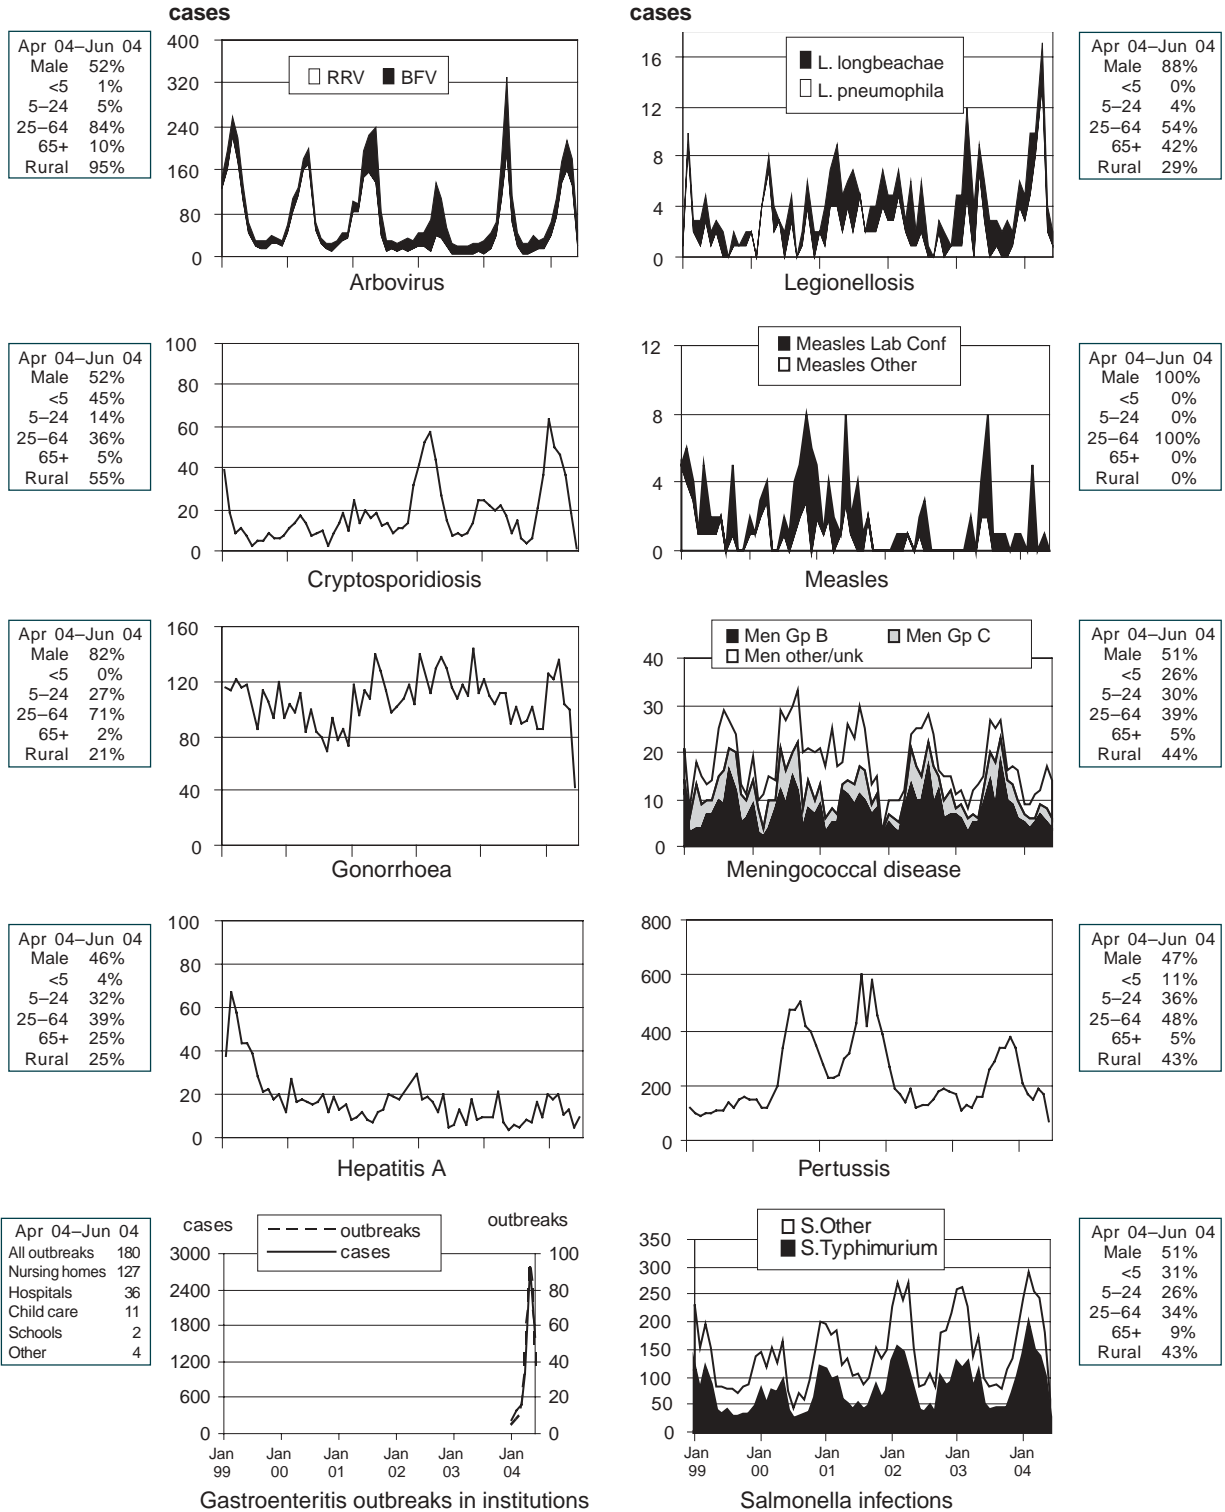 cases
Apr 04–Jun 04
Male 52%
<5 1%
5–24 5%
25–64 84%
65+ 10%
Rural 95%
400
320
240
160
80
0
RRV BFV
Arbovirus
cases
16
12
8
4
0
L. longbeachae
L. pneumophila
Legionellosis
Apr 04–Jun 04
Male 88%
<5 0%
5–24 4%
25–64 54%
65+ 42%
Rural 29%
Apr 04–Jun 04
Male 52%
<5 45%
5–24 14%
25–64 36%
65+ 5%
Rural 55%
100
80
60
40
20
0
Cryptosporidiosis
12
8
4
0
Measles Lab Conf
Measles Other
Measles
Apr 04–Jun 04
Male 100%
<5 0%
5–24 0%
25–64 100%
65+ 0%
Rural 0%
Apr 04–Jun 04
Male 82%
<5 0%
5–24 27%
25–64 71%
65+ 2%
Rural 21%
160
120
80
40
0
Gonorrhoea
40
30
20
10
0
Men Gp B Men Gp C
Men other/unk
Meningococcal disease
Apr 04–Jun 04
Male 51%
<5 26%
5–24 30%
25–64 39%
65+ 5%
Rural 44%
Apr 04–Jun 04
Male 46%
<5 4%
5–24 32%
25–64 39%
65+ 25%
Rural 25%
100
80
60
40
20
0
Hepatitis A
800
600
400
200
0
Pertussis
Apr 04–Jun 04
Male 47%
<5 11%
5–24 36%
25–64 48%
65+ 5%
Rural 43%
Apr 04–Jun 04
All outbreaks 180
Nursing homes 127
Hospitals 36
Child care 11
Schools 2
Other 4
cases
outbreaks
outbreaks
cases
3000
2400
1800
1200
600
0
100
80
60
40
20
0
Jan Jan Jan Jan Jan Jan
99 00 01 02 03 04
Gastroenteritis outbreaks in institutions
S.Other
S.Typhimurium
350
300
250
200
150
100
50
0
Jan Jan Jan Jan Jan Jan
99 00 01 02 03 04
Salmonella infections
Apr 04–Jun 04
Male 51%
<5 31%
5–24 26%
25–64 34%
65+ 9%
Rural 43%